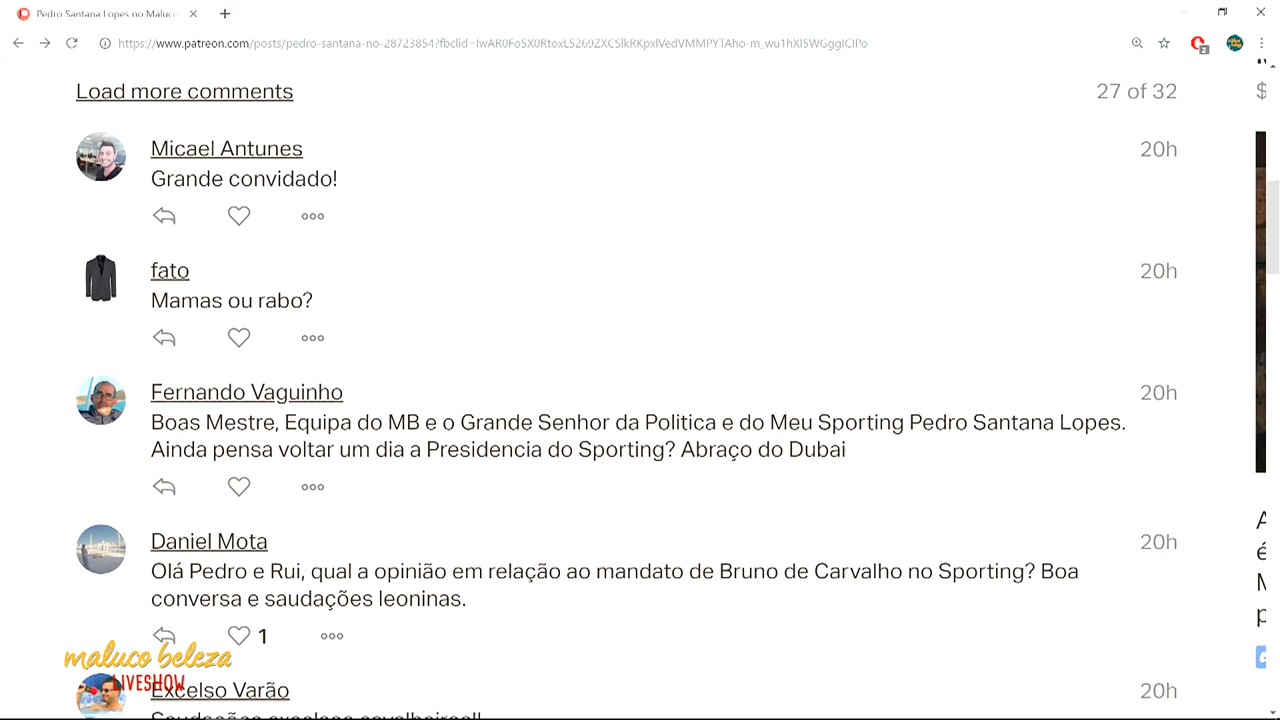 Pedro Santana Lopes no Maluco
https://www.patreon.com/posts/pedro-santana-no-28723854?fbclid=
Load more comments
27 of 32
$
Micael Antunes
20h
Grande convidado!
fato
20h
Mamas ou rabo?
Fernando Vaguinho
20h
Boas Mestre, Equipa do MB e o Grande Senhor da Politica e do Meu Sporting Pedro Santana Lopes.
Ainda pensa voltar um dia a Presidencia do Sporting? Abraço do Dubai
A
é
M
p
Daniel Mota
20h
Olá Pedro e Rui, qual a opinião em relação ao mandato de Bruno de Carvalho no Sporting? Boa
conversa e saudações leoninas.
1
maluco beleza
LIVESHOW
Excelso Varão
20h